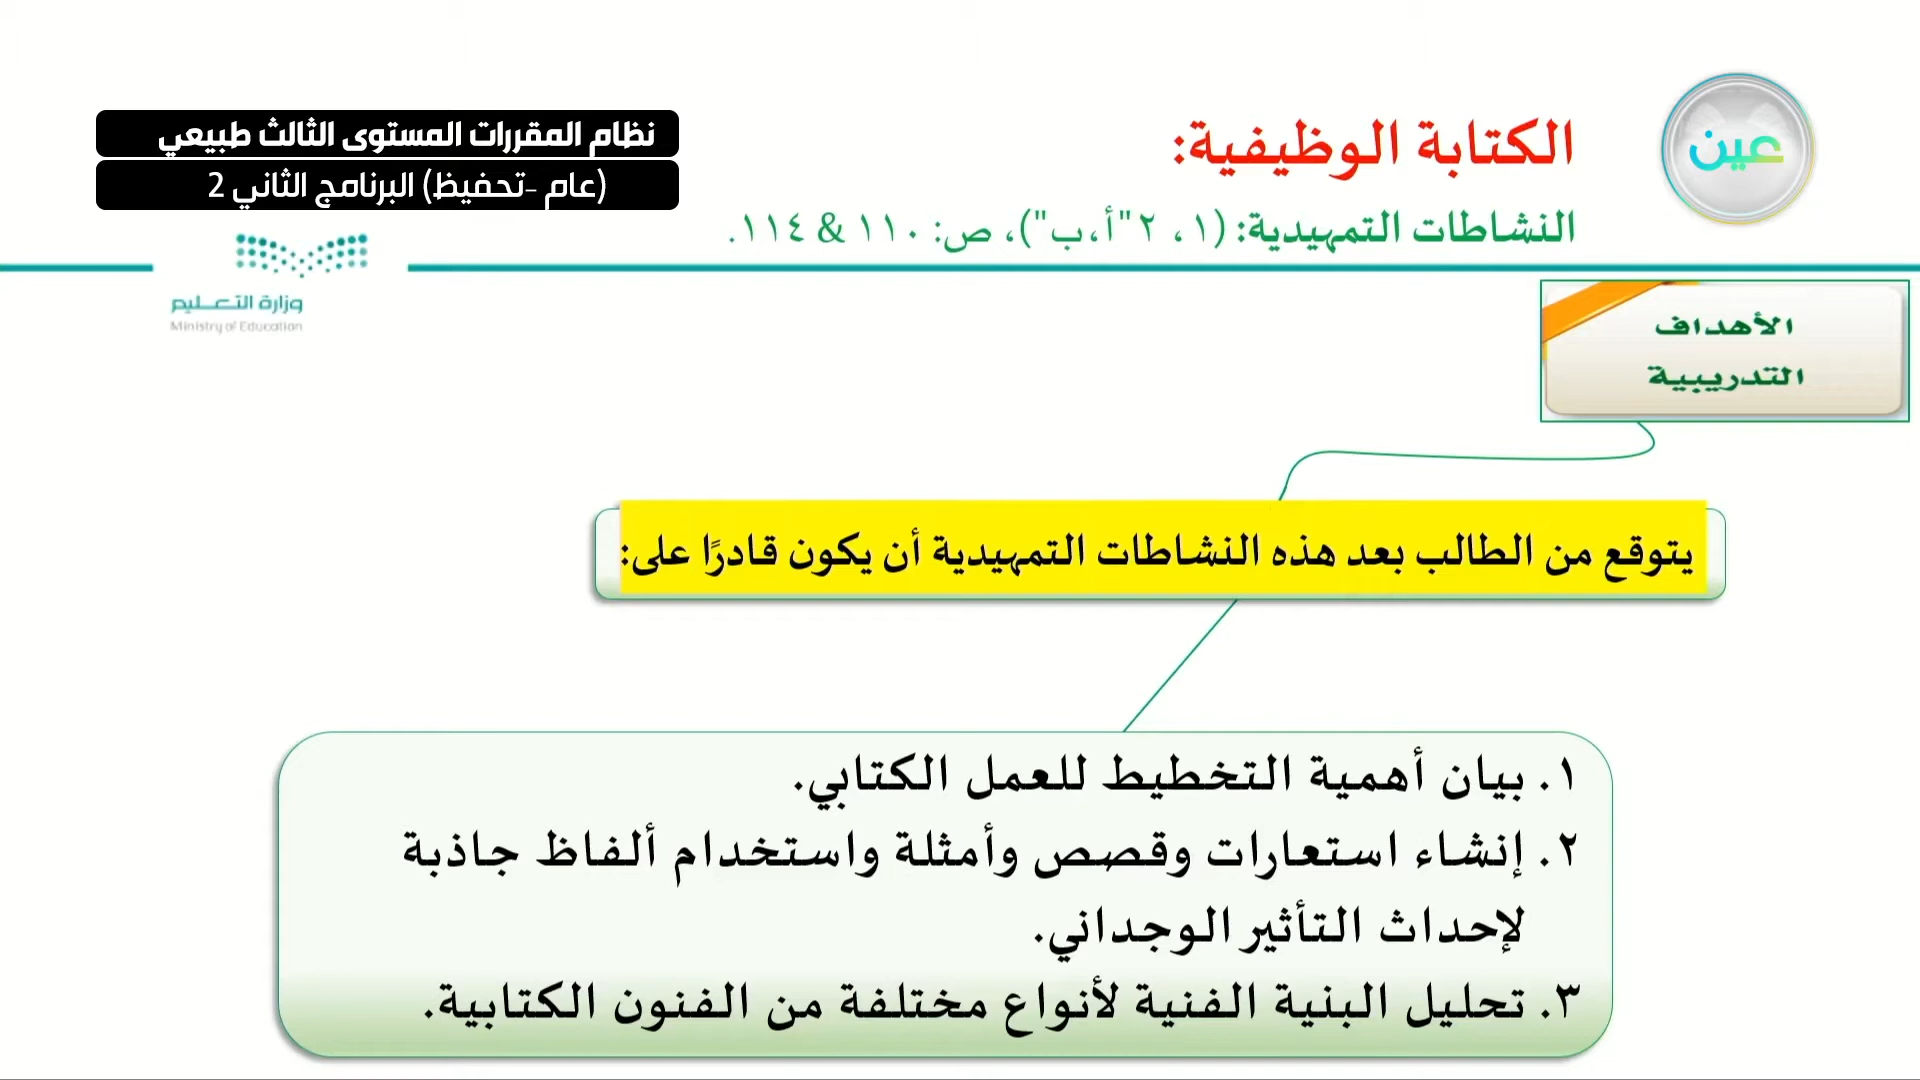 عين
الكتابة الوظيفية:
النشاطات التمهيدية: (١، ٢ "أ،ب")، ص: ١١٠ & ١١٤.
نظام المقررات المستوى الثالث طبيعي
(عام -تحفيظ) البرنامج الثاني 2
وزارة التعليم
Ministry of Education
الأهداف
التدريبية
يتوقع من الطالب بعد هذه النشاطات التمهيدية أن يكون قادرًا على:
١. بيان أهمية التخطيط للعمل الكتابي.
٢. إنشاء استعارات وقصص وأمثلة واستخدام ألفاظ جاذبة
لإحداث التأثير الوجداني.
٣. تحليل البنية الفنية لأنواع مختلفة من الفنون الكتابية.